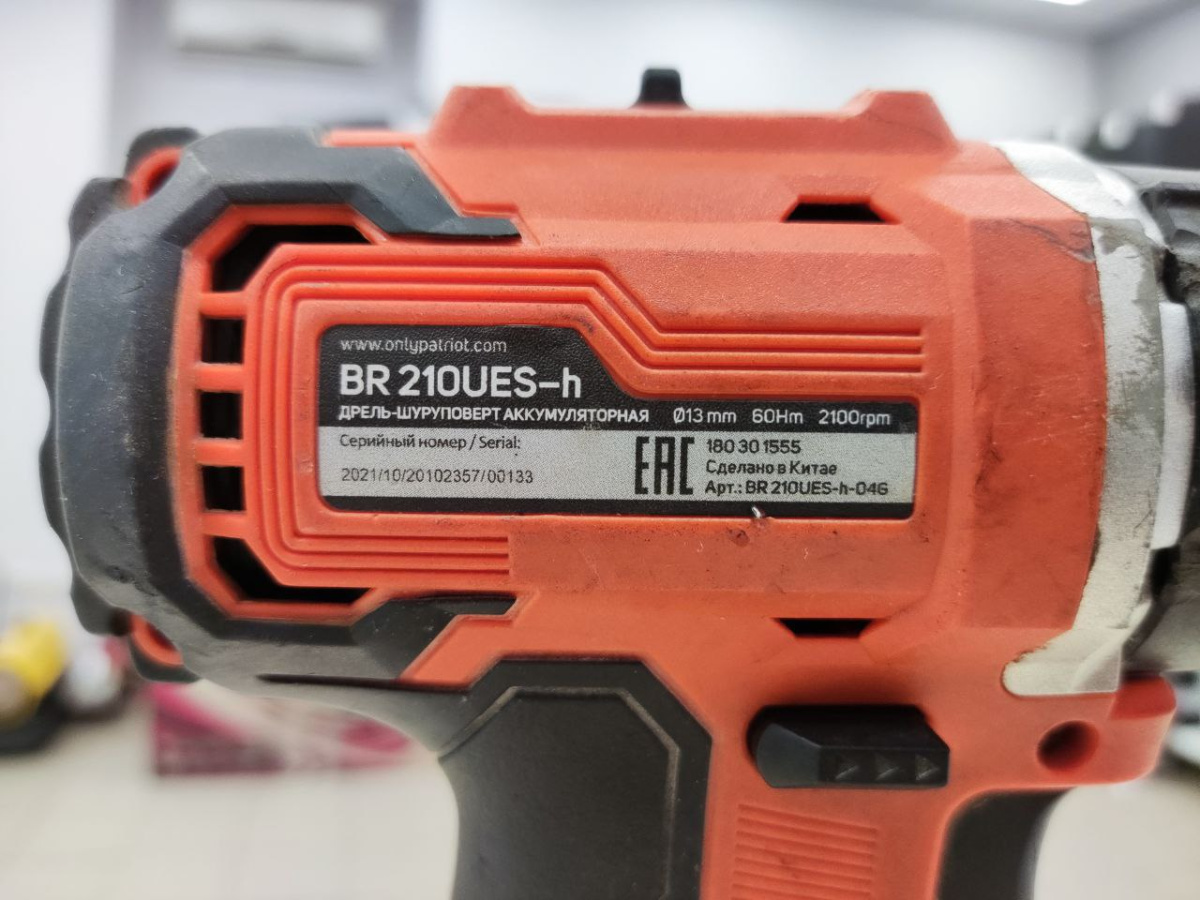 www.onlypatriot.com
BR 210UES-h
ДРЕЛЬ-ШУРУПОВЕРТ АККУМУЛЯТОРНАЯ Ø13 mm 60Hm 2100rpm
Серийный номер / Serial:
2021/10/20102357/00133
EAC
180 30 1555
Сделано в Китае
Арт.: BR 210UES-h-04G